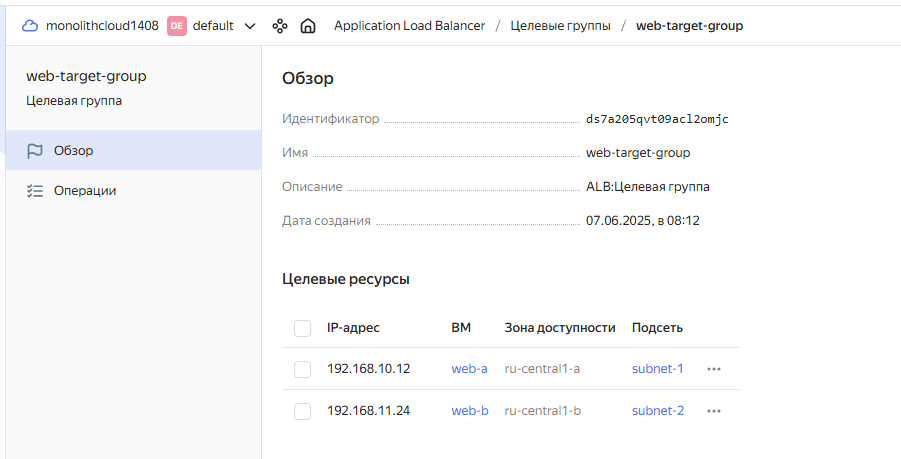 monolithcloud1408 DE default Application Load Balancer / Целевые группы / web-target-group
web-target-group
Целевая группа
Обзор
Операции
Обзор
Идентификатор ds7a205qvt09acl2omjc
Имя web-target-group
Описание ALB:Целевая группа
Дата создания 07.06.2025, в 08:12
Целевые ресурсы
IP-адрес ВМ Зона доступности Подсеть
192.168.10.12 web-a ru-central1-a subnet-1
192.168.11.24 web-b ru-central1-b subnet-2